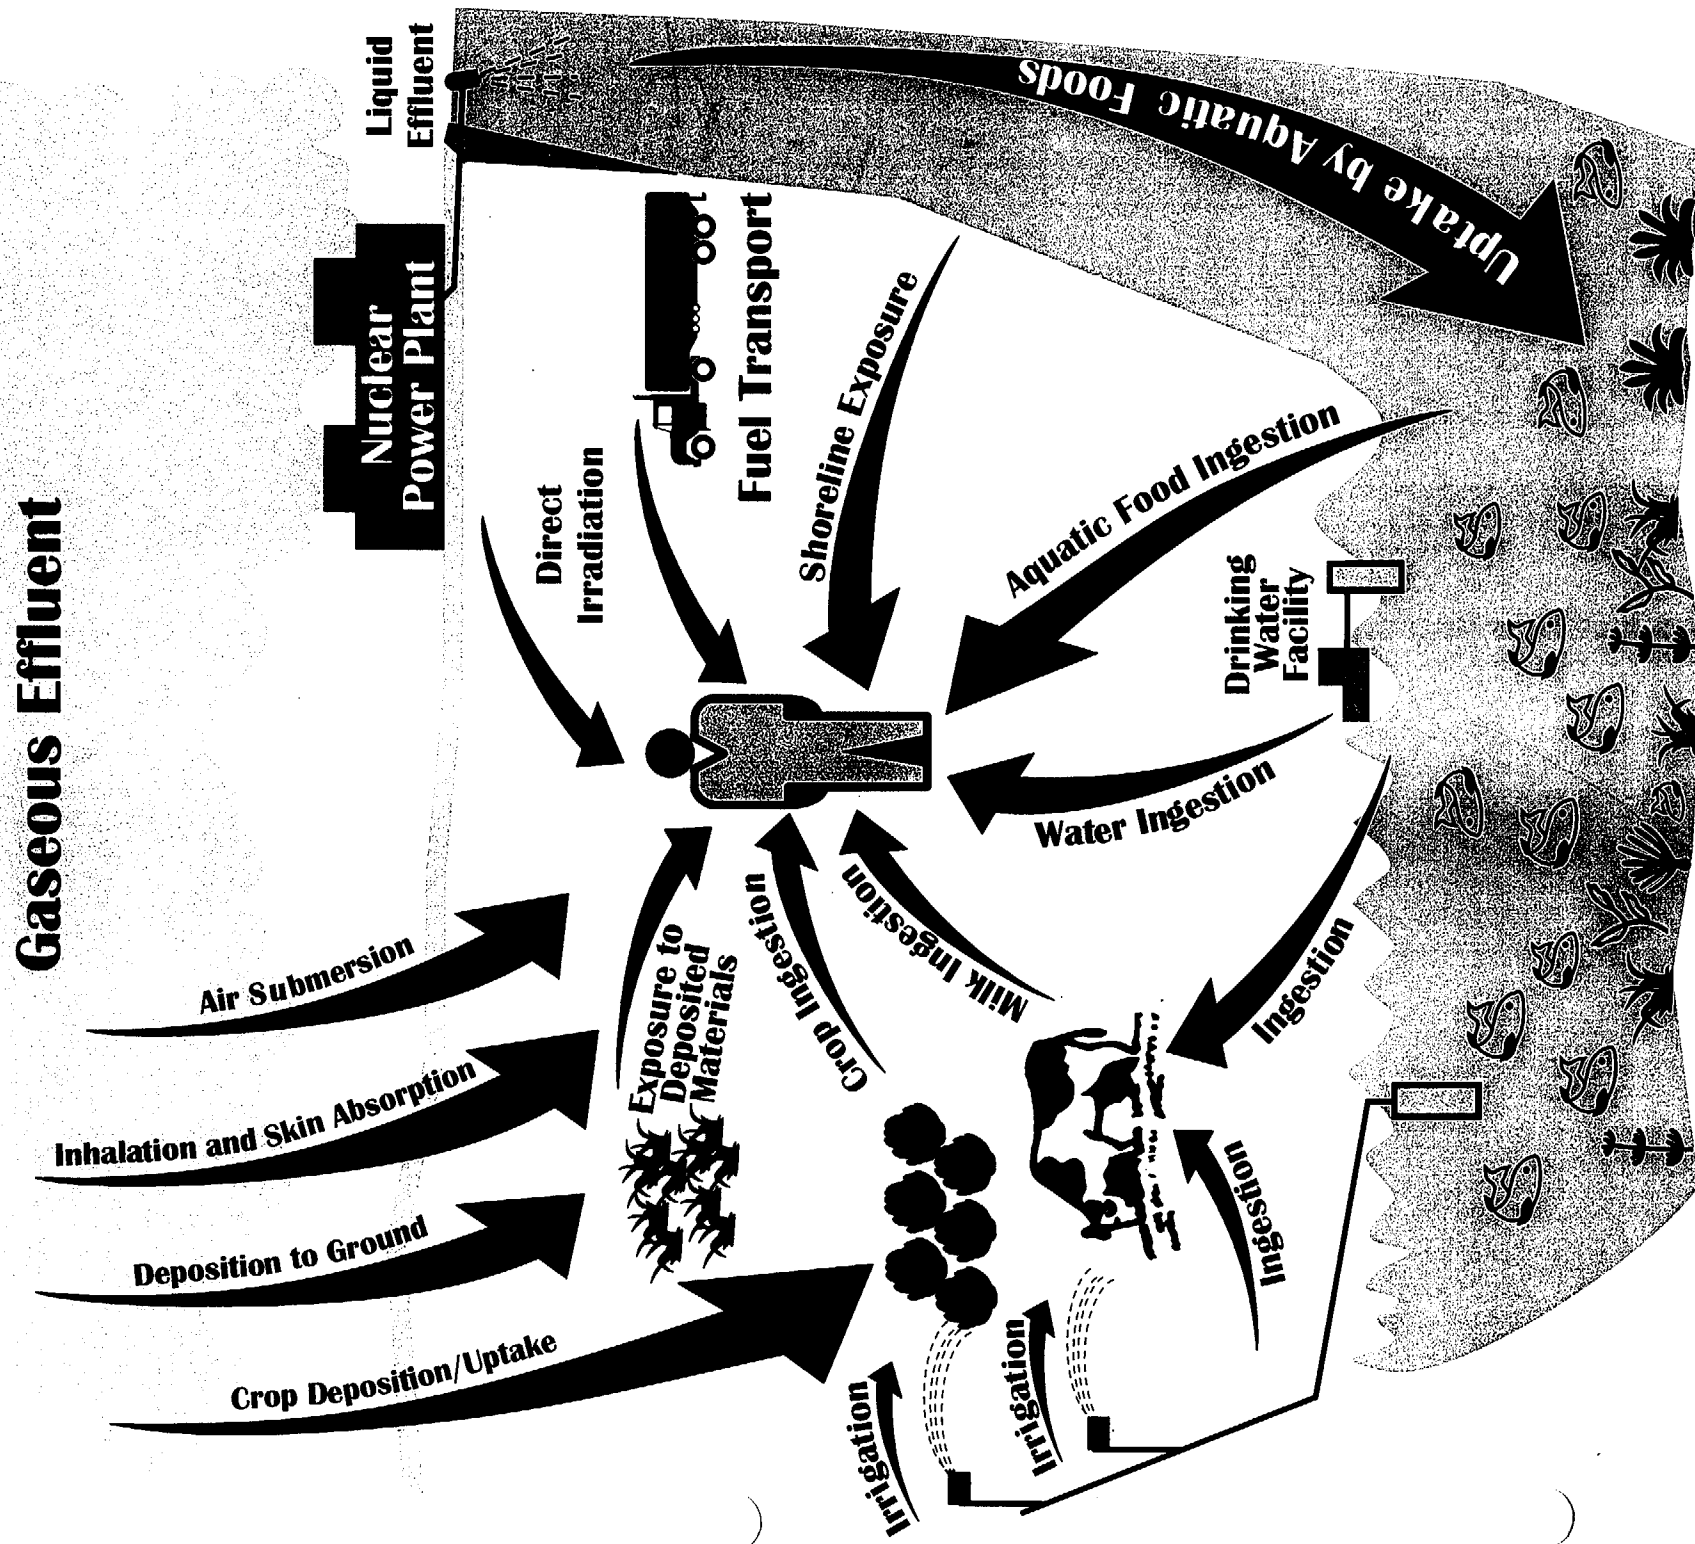 Gaseous Effluent
Nuclear
Power Plant
Liquid
Effluent
Air Submersion
Inhalation and Skin Absorption
Deposition to Ground
Crop Deposition/Uptake
Direct
Irradiation
Fuel Transport
Shoreline Exposure
Aquatic Food Ingestion
Uptake by Aquatic Foods
Exposure to
Deposited
Materials
Crop Ingestion
Milk Ingestion
Water Ingestion
Drinking
Water
Facility
Ingestion
Ingestion
Irrigation
Irrigation